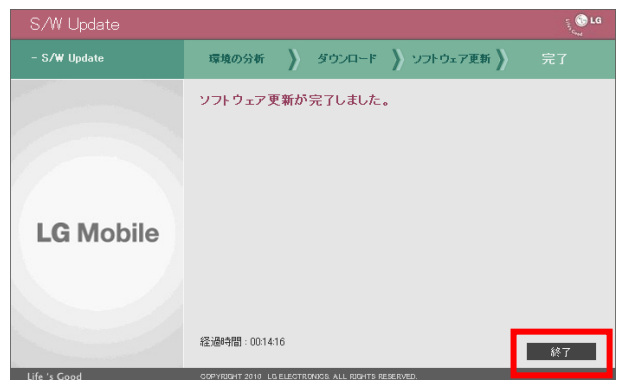 S/W Update
LG
- S/W Update
環境の分析 》 ダウンロード 》 ソフトウェア更新 》 完了
ソフトウェア更新が完了しました。
LG Mobile
経過時間 : 00:14:16
終了
Life 's Good
COPYRIGHT 2010 LG ELECTRONICS. ALL RIGHTS RESERVED.